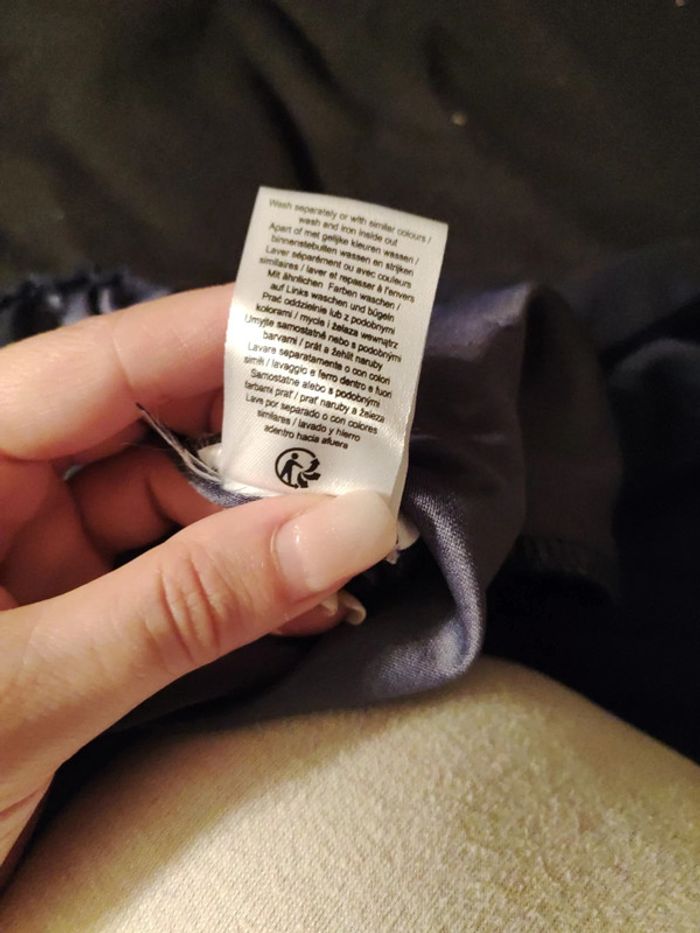 Wash separately or with similar colours /
wash and iron inside out
Apart of met gelijke kleuren wassen /
binnenstebuiten wassen en strijken
Laver séparément ou avec couleurs
similaires / laver et repasser à l'envers
Mit ähnlichen Farben waschen /
auf Links waschen und bügeln
Prać oddzielnie lub z podobnymi
kolorami / mycie i żelaza wewnątrz
Umyjte samostatně nebo s podobnými
barvami / prát a žehlit naruby
Lavare separatamente o con colori
simili / lavaggio e ferro dentro e fuori
Samostatne alebo s podobnými
farbami prať / prať naruby a železa
Lave por separado o con colores
similares / lavado y hierro
adentro hacia afuera